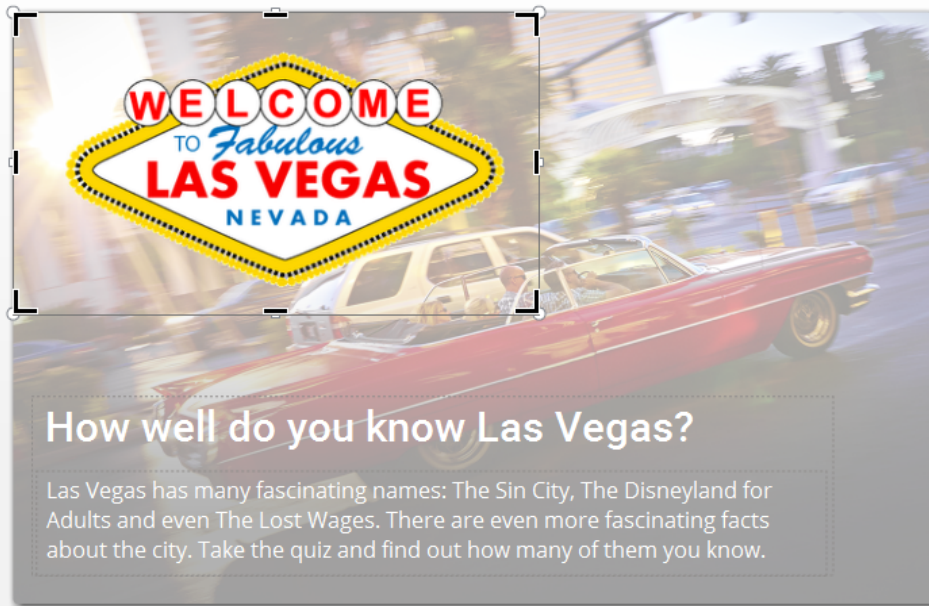 WELCOME
TO Fabulous
LAS VEGAS
NEVADA
How well do you know Las Vegas?
Las Vegas has many fascinating names: The Sin City, The Disneyland for
Adults and even The Lost Wages. There are even more fascinating facts
about the city. Take the quiz and find out how many of them you know.